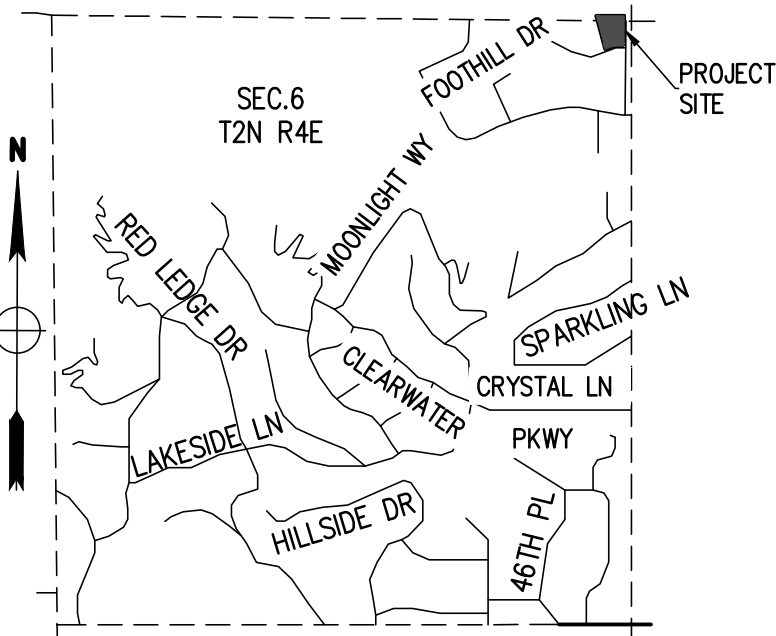 FOOTHILL DR
PROJECT
SITE
SEC.6
T2N R4E
N
MOONLIGHT WY
RED LEDGE DR
SPARKLING LN
CLEARWATER
CRYSTAL LN
PKWY
LAKESIDE LN
HILLSIDE DR
46TH PL